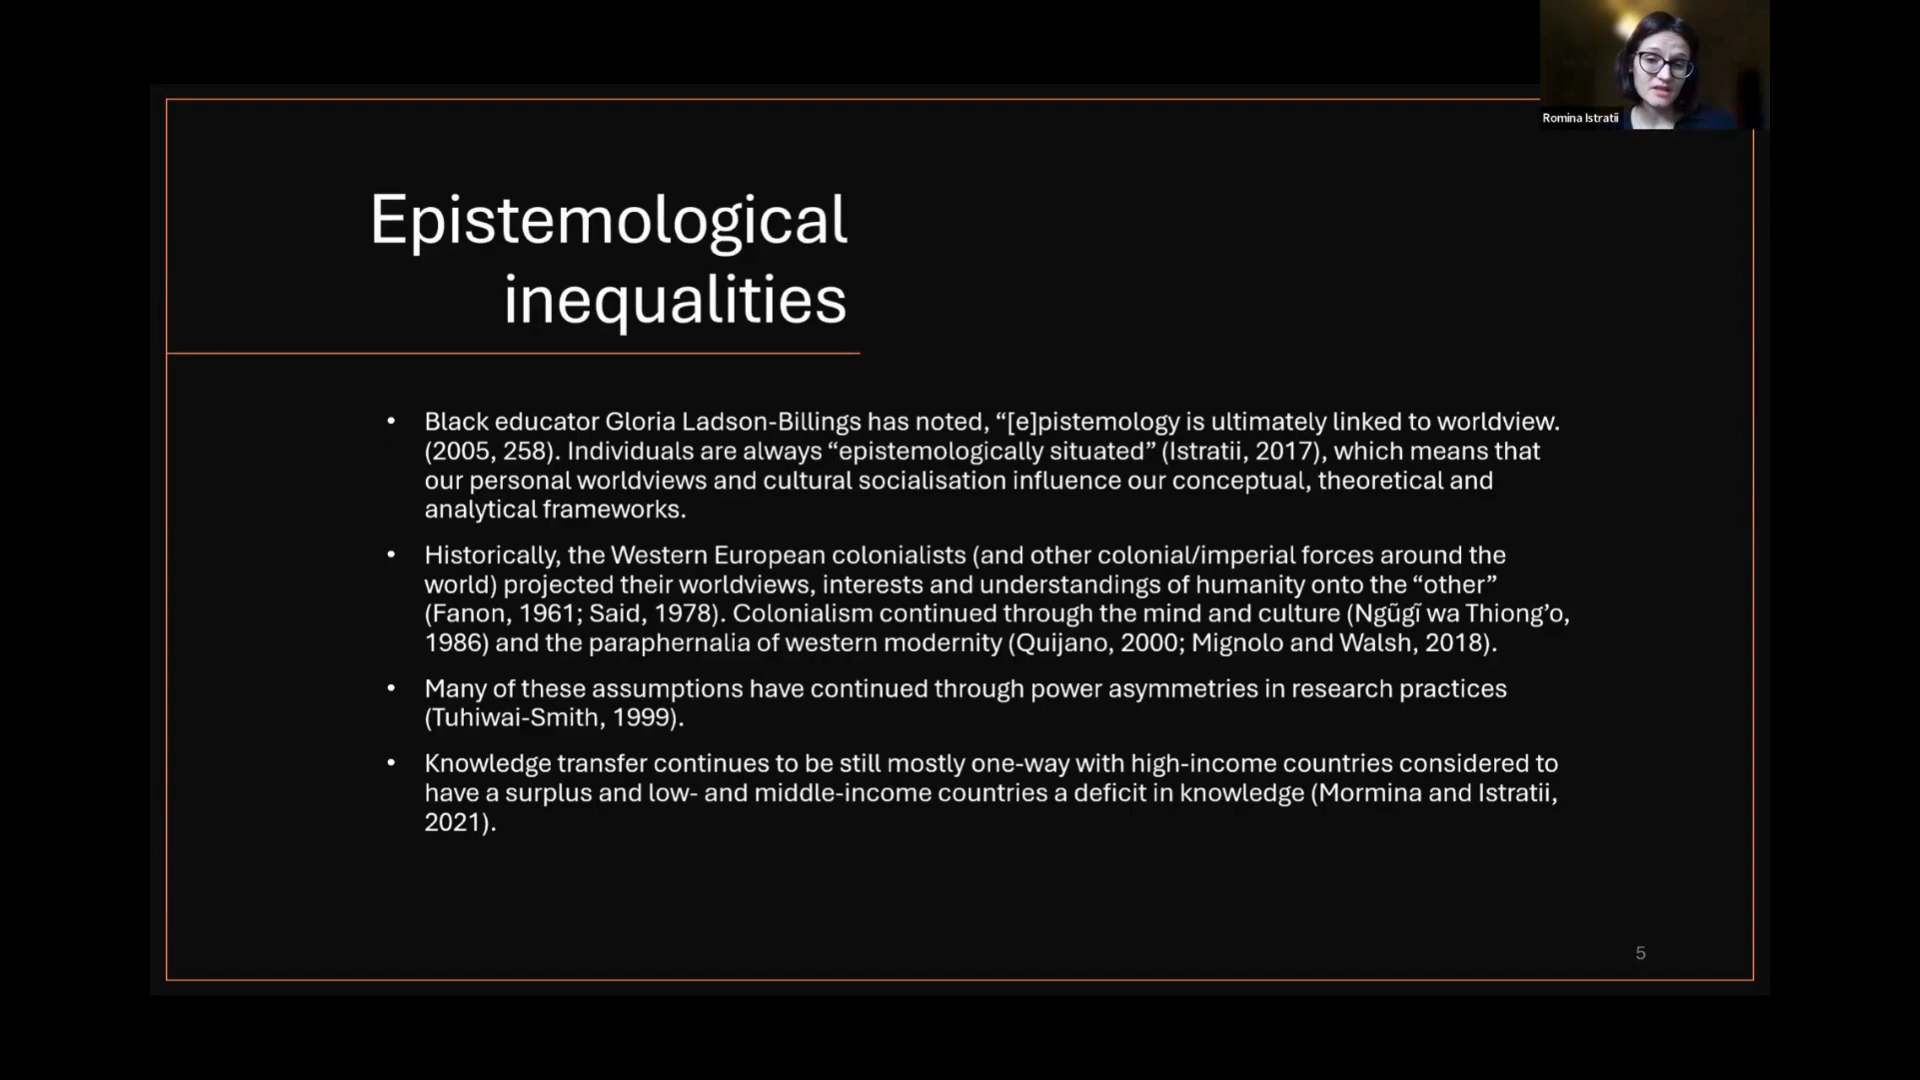 Romina Istratii
Epistemological
inequalities
• Black educator Gloria Ladson-Billings has noted, “[e]pistemology is ultimately linked to worldview.
(2005, 258). Individuals are always “epistemologically situated” (Istratii, 2017), which means that
our personal worldviews and cultural socialisation influence our conceptual, theoretical and
analytical frameworks.
• Historically, the Western European colonialists (and other colonial/imperial forces around the
world) projected their worldviews, interests and understandings of humanity onto the “other”
(Fanon, 1961; Said, 1978). Colonialism continued through the mind and culture (Ngũgĩ wa Thiong’o,
1986) and the paraphernalia of western modernity (Quijano, 2000; Mignolo and Walsh, 2018).
• Many of these assumptions have continued through power asymmetries in research practices
(Tuhiwai-Smith, 1999).
• Knowledge transfer continues to be still mostly one-way with high-income countries considered to
have a surplus and low- and middle-income countries a deficit in knowledge (Mormina and Istratii,
2021).
5